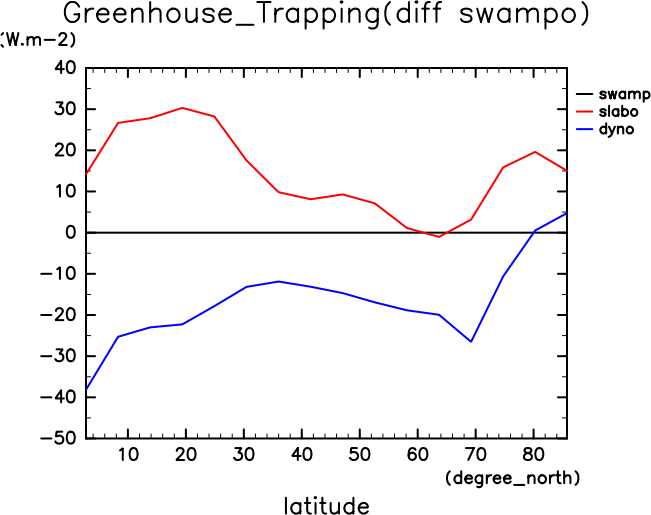 Greenhouse_Trapping(diff swampo)
(W.m-2)
40
30
20
10
0
-10
-20
-30
-40
-50
swamp
slabo
dyno
10 20 30 40 50 60 70 80
(degree_north)
latitude